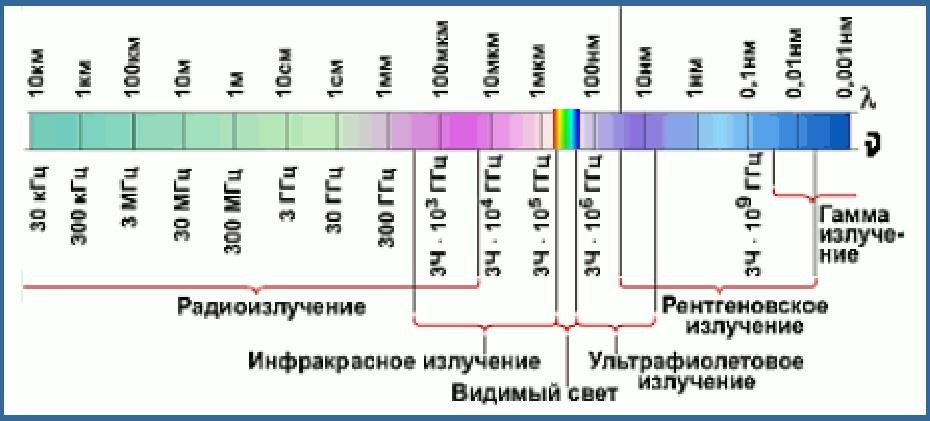 10км 1км 100км 10м 1м 10см 1см 1мм 100мкм 10мкм 1мкм 100нм 10нм 1нм 0,1нм 0,01нм 0,001нм
λ
ν
30 кГц 300 кГц 3 МГц 30 МГц 300 МГц 3 ГГц 30 ГГц 300 ГГц 3Ч · 10³ ГГц 3Ч · 10⁴ ГГц 3Ч · 10⁵ ГГц 3Ч · 10⁶ ГГц 3Ч · 10⁹ ГГц
Гамма
излуче-
ние
Радиоизлучение
Рентгеновское
излучение
Инфракрасное излучение
Ультрафиолетовое
излучение
Видимый свет